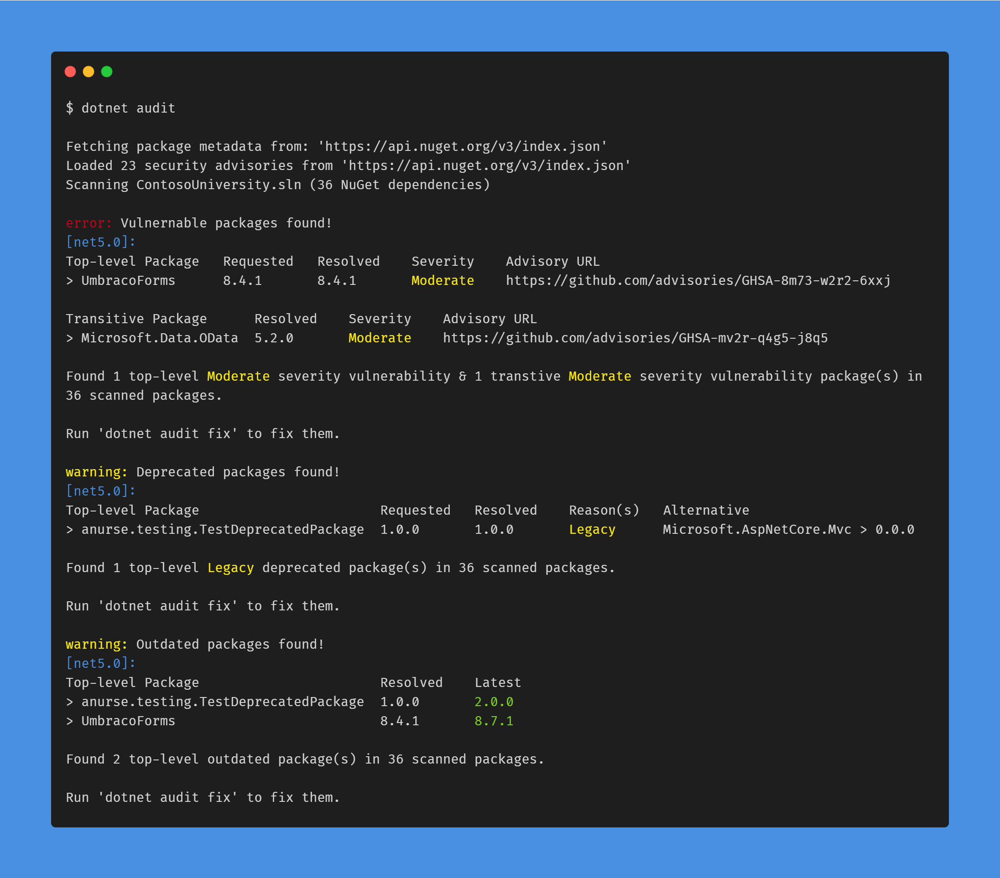 $ dotnet audit
Fetching package metadata from: 'https://api.nuget.org/v3/index.json'
Loaded 23 security advisories from 'https://api.nuget.org/v3/index.json'
Scanning ContosoUniversity.sln (36 NuGet dependencies)
error: Vulnernable packages found!
[net5.0]:
Top-level Package   Requested   Resolved    Severity    Advisory URL
> UmbracoForms      8.4.1       8.4.1       Moderate    https://github.com/advisories/GHSA-8m73-w2r2-6xxj
Transitive Package      Resolved    Severity    Advisory URL
> Microsoft.Data.OData  5.2.0       Moderate    https://github.com/advisories/GHSA-mv2r-q4g5-j8q5
Found 1 top-level Moderate severity vulnerability & 1 transtive Moderate severity vulnerability package(s) in
36 scanned packages.
Run 'dotnet audit fix' to fix them.
warning: Deprecated packages found!
[net5.0]:
Top-level Package                       Requested   Resolved    Reason(s)   Alternative
> anurse.testing.TestDeprecatedPackage  1.0.0       1.0.0       Legacy      Microsoft.AspNetCore.Mvc > 0.0.0
Found 1 top-level Legacy deprecated package(s) in 36 scanned packages.
Run 'dotnet audit fix' to fix them.
warning: Outdated packages found!
[net5.0]:
Top-level Package                       Resolved    Latest
> anurse.testing.TestDeprecatedPackage  1.0.0       2.0.0
> UmbracoForms                          8.4.1       8.7.1
Found 2 top-level outdated package(s) in 36 scanned packages.
Run 'dotnet audit fix' to fix them.